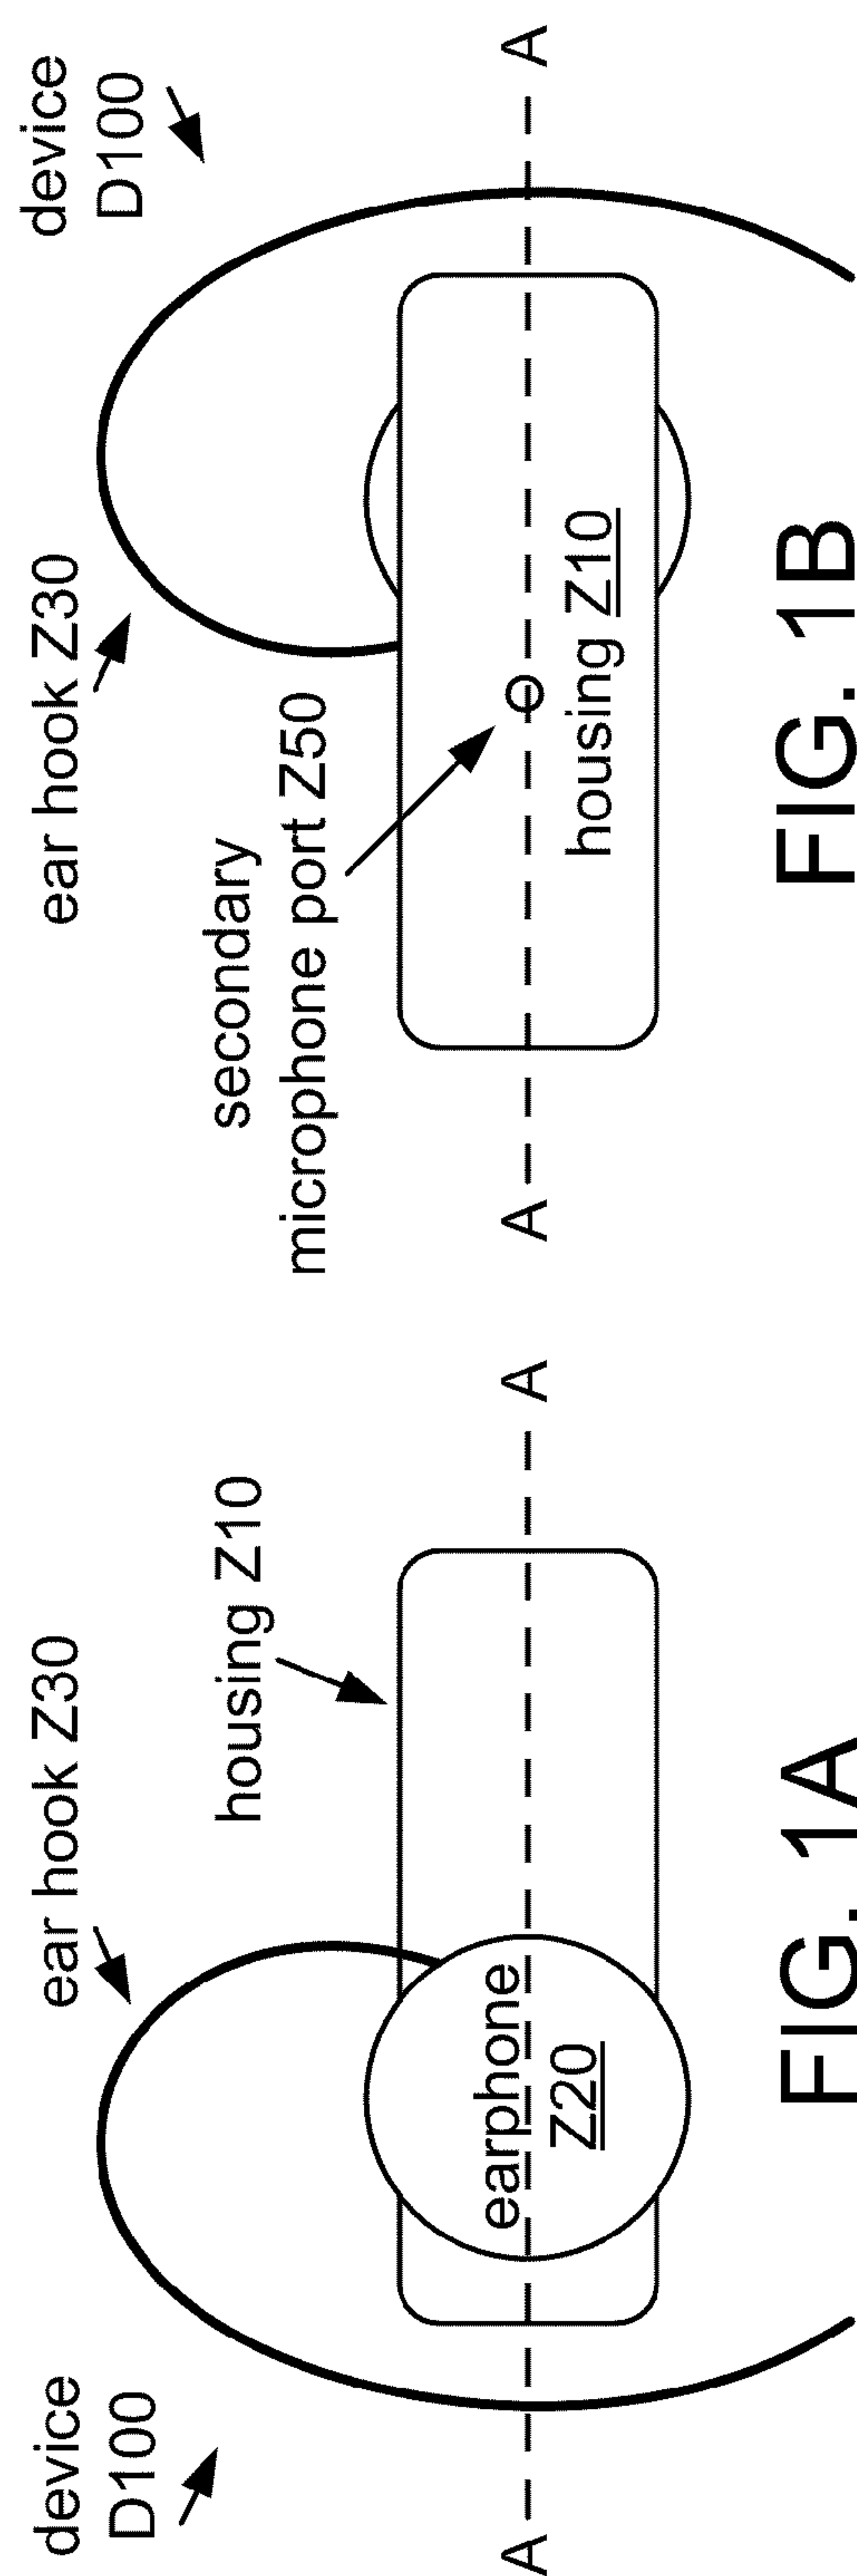 device
D100
ear hook Z30
housing Z10
A
earphone
Z20
A
FIG. 1A
ear hook Z30
device
D100
secondary
microphone port Z50
A
A
housing Z10
FIG. 1B